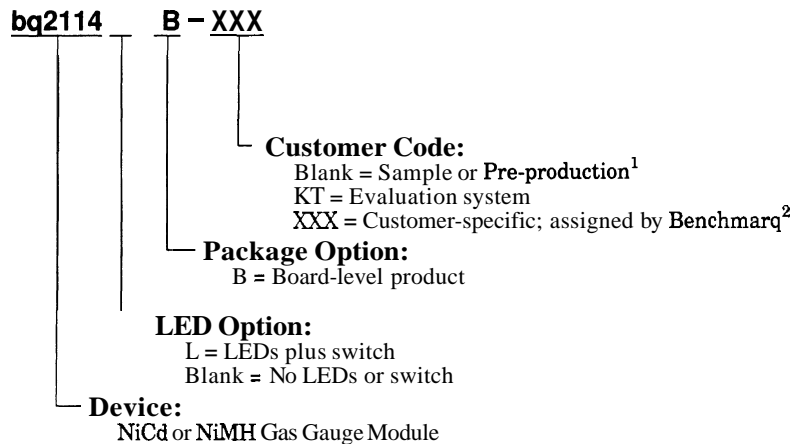 bq2114 _ B – XXX
Customer Code:
Blank = Sample or Pre-production¹
KT = Evaluation system
XXX = Customer-specific; assigned by Benchmarq²
Package Option:
B = Board-level product
LED Option:
L = LEDs plus switch
Blank = No LEDs or switch
Device:
NiCd or NiMH Gas Gauge Module